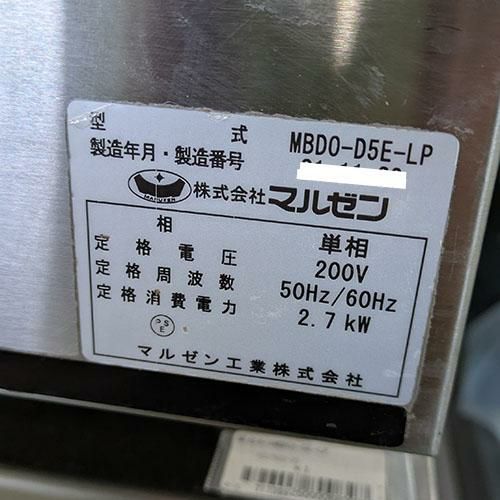 型式 MBDO-D5E-LP
製造年月・製造番号
MARUZEN 株式会社マルゼン
相 単相
定格電圧 200V
定格周波数 50Hz/60Hz
定格消費電力 2.7kW
PSE
マルゼン工業株式会社